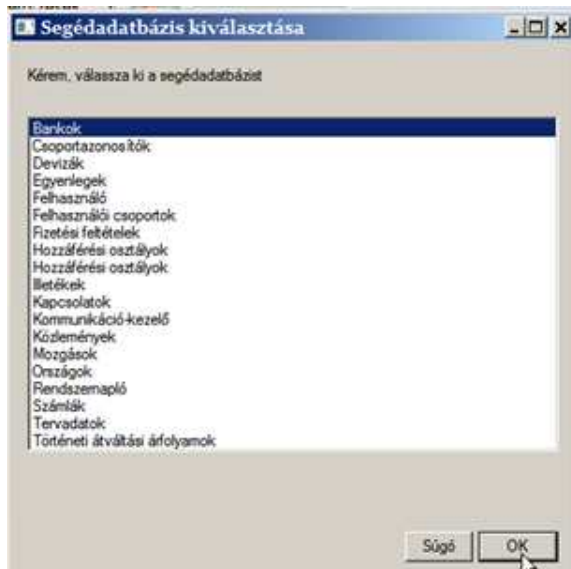 Segédadatbázis kiválasztása
Kérem, válassza ki a segédadatbázist
Bankok
Csoportazonosítók
Devizák
Egyenlegek
Felhasználó
Felhasználói csoportok
Fizetési feltételek
Hozzáférési osztályok
Hozzáférési osztályok
Illetékek
Kapcsolatok
Kommunikáció-kezelő
Közlemények
Mozgások
Országok
Rendszernapló
Számlák
Tervadatok
Történeti átváltási árfolyamok
Súgó
OK